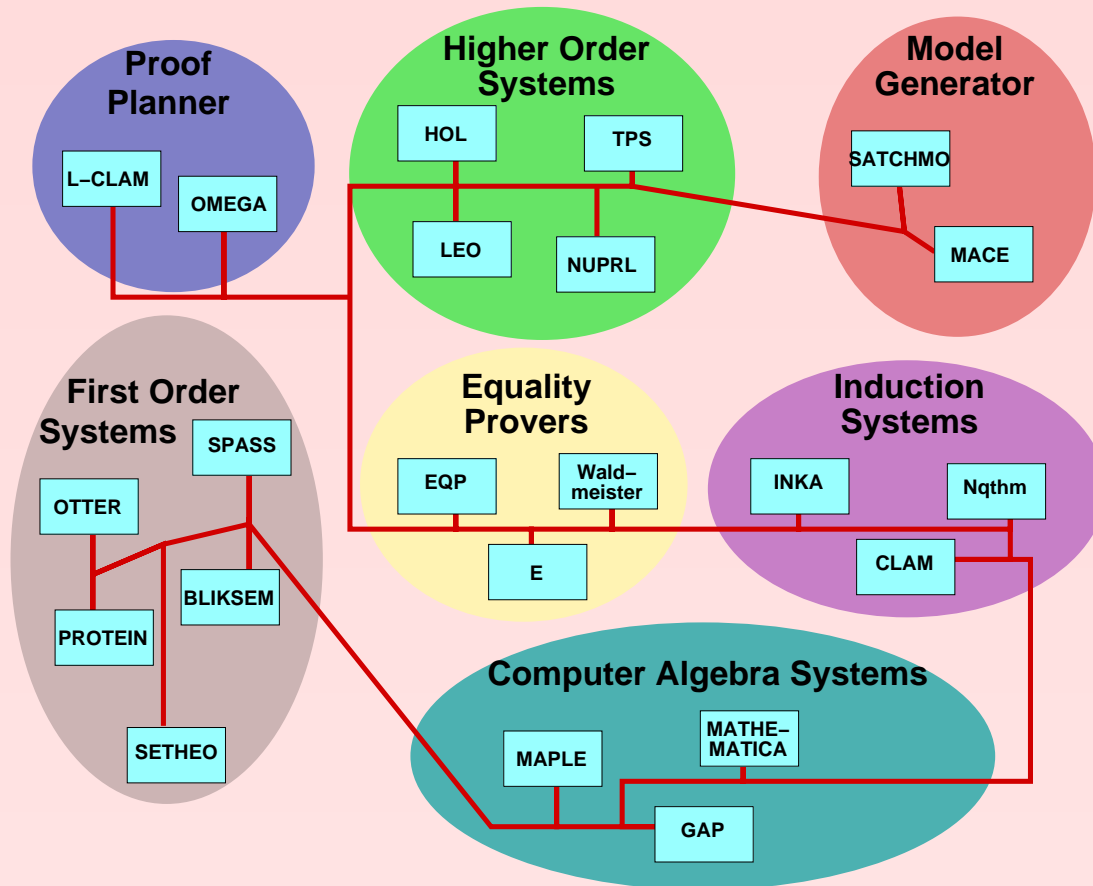 Proof
Planner
L–CLAM
OMEGA
Higher Order
Systems
HOL
TPS
LEO
NUPRL
Model
Generator
SATCHMO
MACE
First Order
Systems
SPASS
OTTER
BLIKSEM
PROTEIN
SETHEO
Equality
Provers
EQP
Wald–
meister
E
Induction
Systems
INKA
Nqthm
CLAM
Computer Algebra Systems
MAPLE
MATHE–
MATICA
GAP